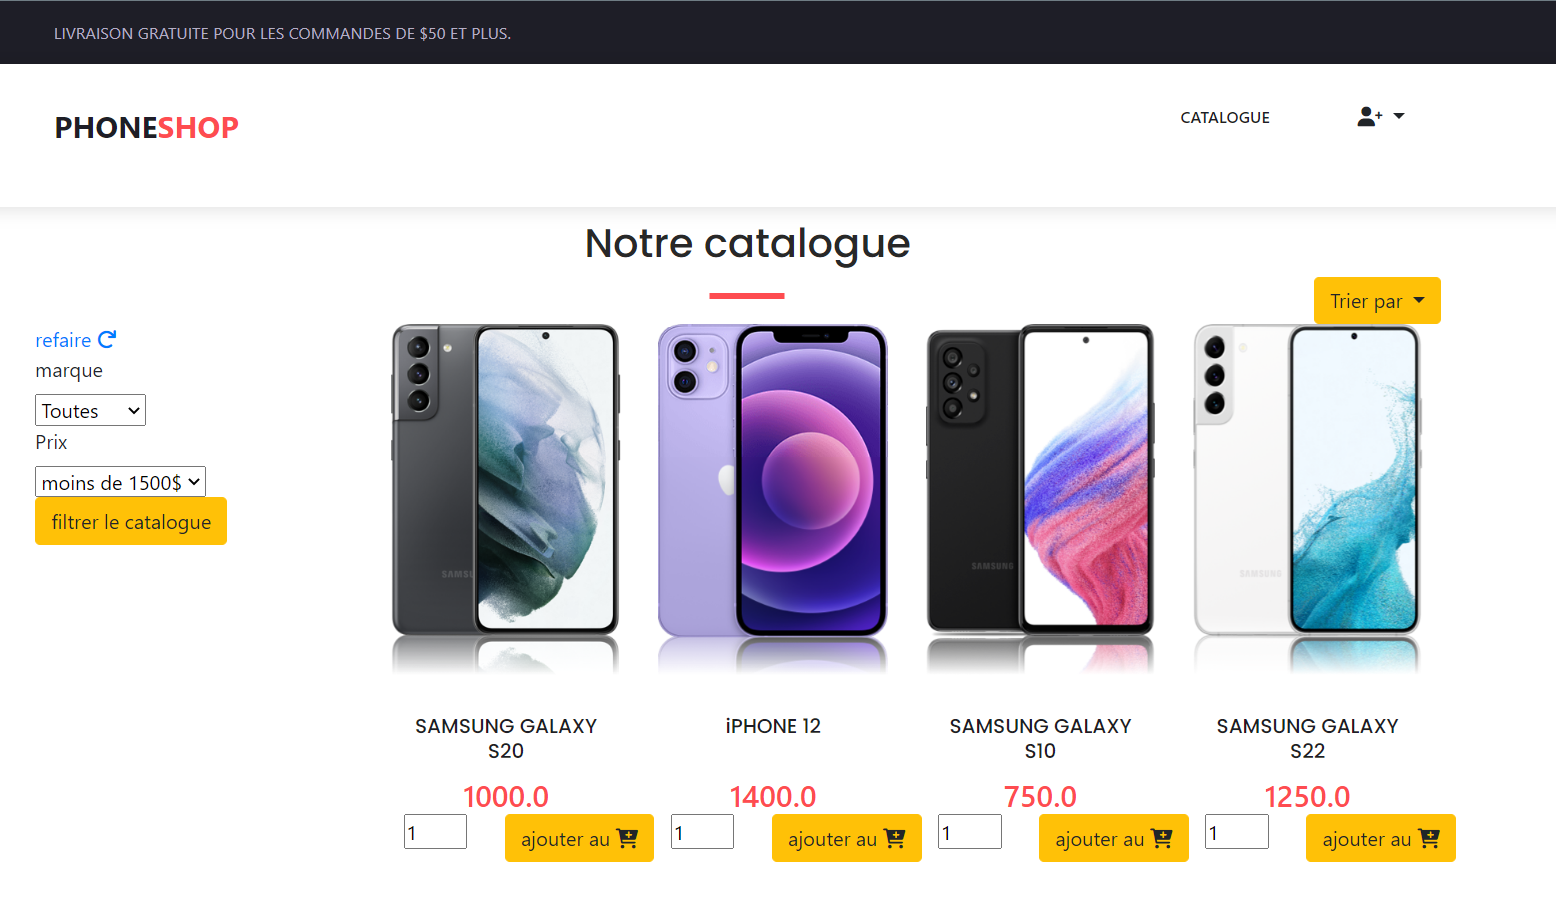 LIVRAISON GRATUITE POUR LES COMMANDES DE $50 ET PLUS.
PHONESHOP
CATALOGUE
Notre catalogue
Trier par
refaire
marque
Toutes
Prix
moins de 1500$
filtrer le catalogue
SAMSUNG
SAMSUNG
SAMSUNG GALAXY
S20
1000.0
1
ajouter au
iPHONE 12
1400.0
1
ajouter au
SAMSUNG GALAXY
S10
750.0
1
ajouter au
SAMSUNG GALAXY
S22
1250.0
1
ajouter au